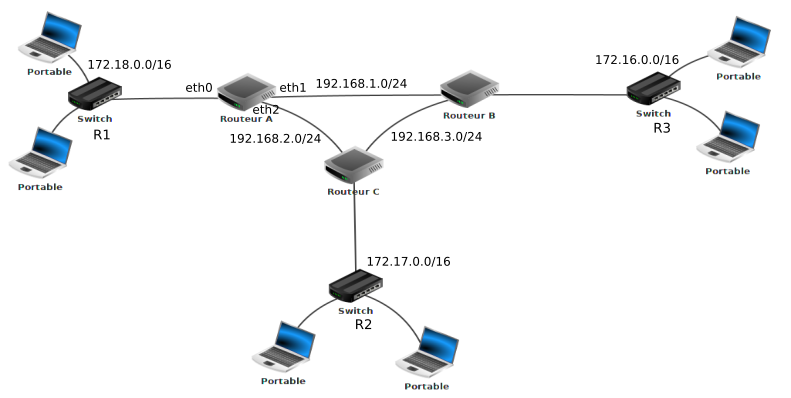 Portable
172.18.0.0/16
Switch
R1
Portable
eth0
eth1
eth2
Routeur A
192.168.1.0/24
192.168.2.0/24
192.168.3.0/24
Routeur B
Routeur C
172.16.0.0/16
Portable
Switch
R3
Portable
172.17.0.0/16
Switch
R2
Portable
Portable